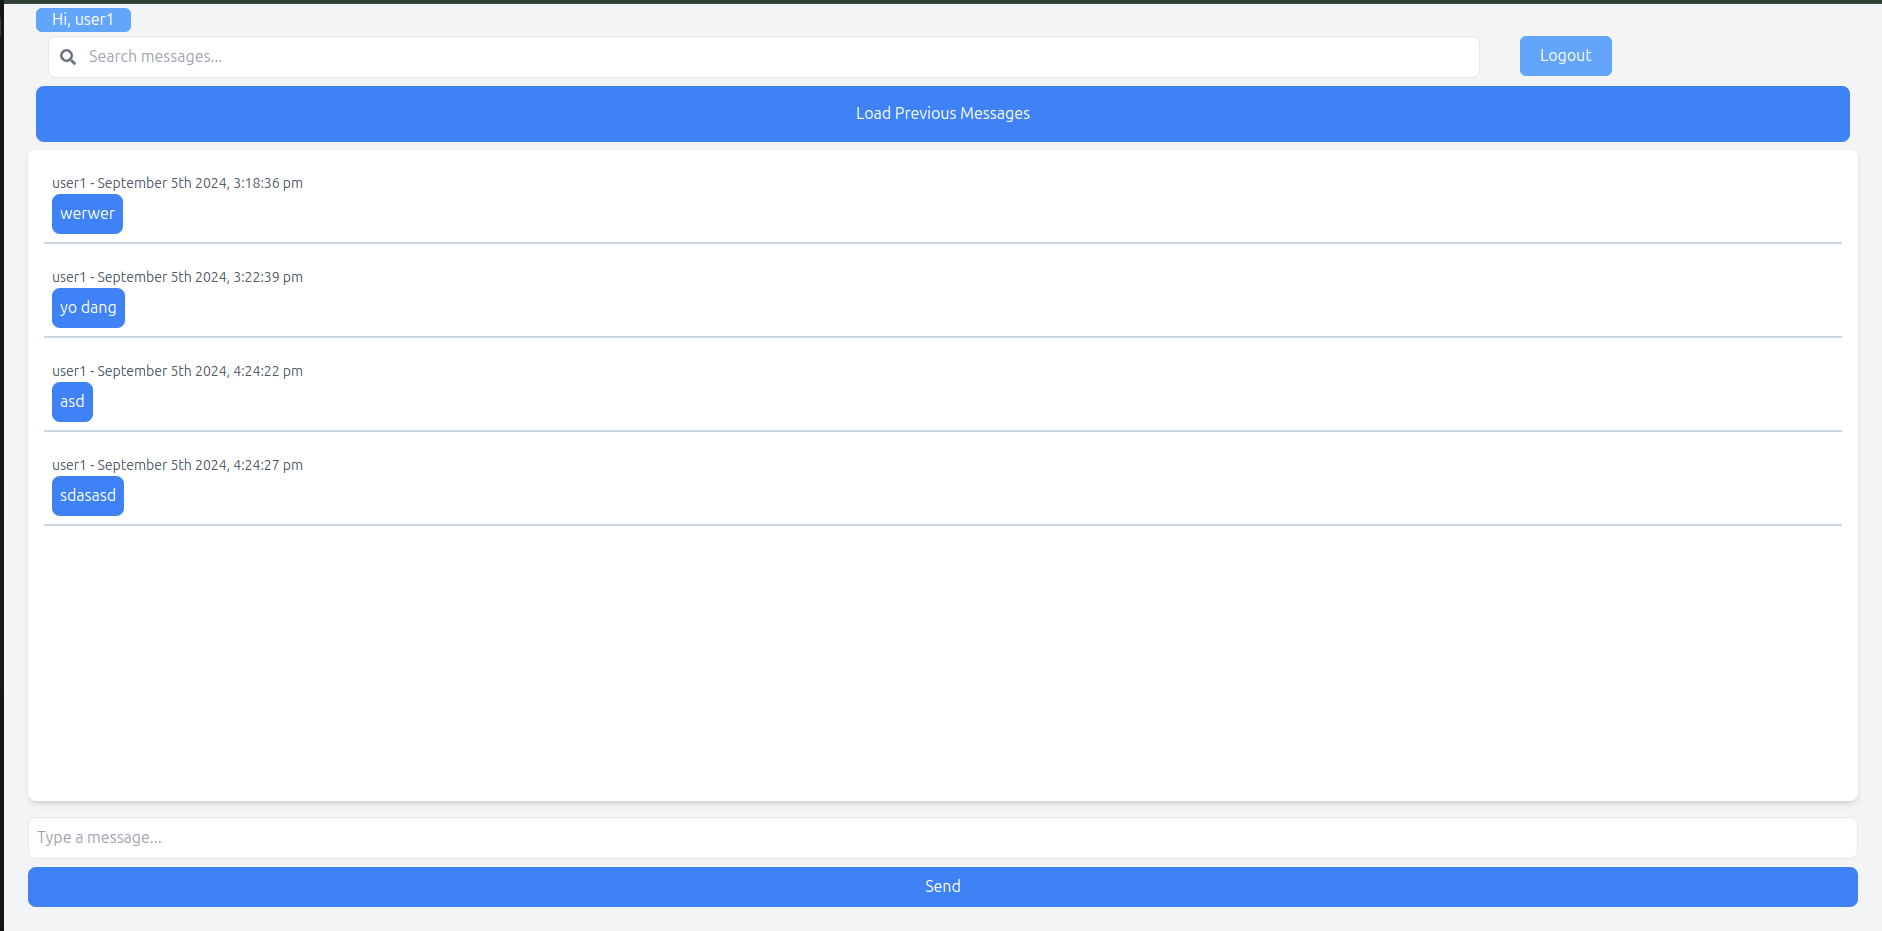 Hi, user1
Search messages...
Logout
Load Previous Messages
user1 - September 5th 2024, 3:18:36 pm
werwer
user1 - September 5th 2024, 3:22:39 pm
yo dang
user1 - September 5th 2024, 4:24:22 pm
asd
user1 - September 5th 2024, 4:24:27 pm
sdasasd
Type a message...
Send